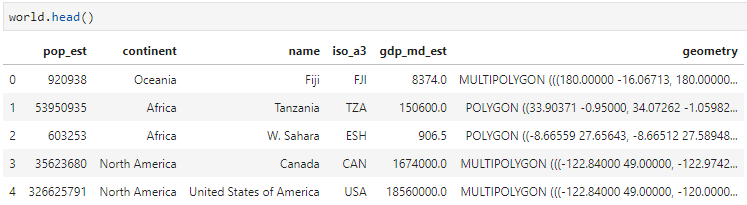 world.head()
pop_est continent name iso_a3 gdp_md_est geometry
0 920938 Oceania Fiji FJI 8374.0 MULTIPOLYGON (((180.00000 -16.06713, 180.00000...
1 53950935 Africa Tanzania TZA 150600.0 POLYGON ((33.90371 -0.95000, 34.07262 -1.05982...
2 603253 Africa W. Sahara ESH 906.5 POLYGON ((-8.66559 27.65643, -8.66512 27.58948...
3 35623680 North America Canada CAN 1674000.0 MULTIPOLYGON (((-122.84000 49.00000, -122.9742...
4 326625791 North America United States of America USA 18560000.0 MULTIPOLYGON (((-122.84000 49.00000, -120.0000...